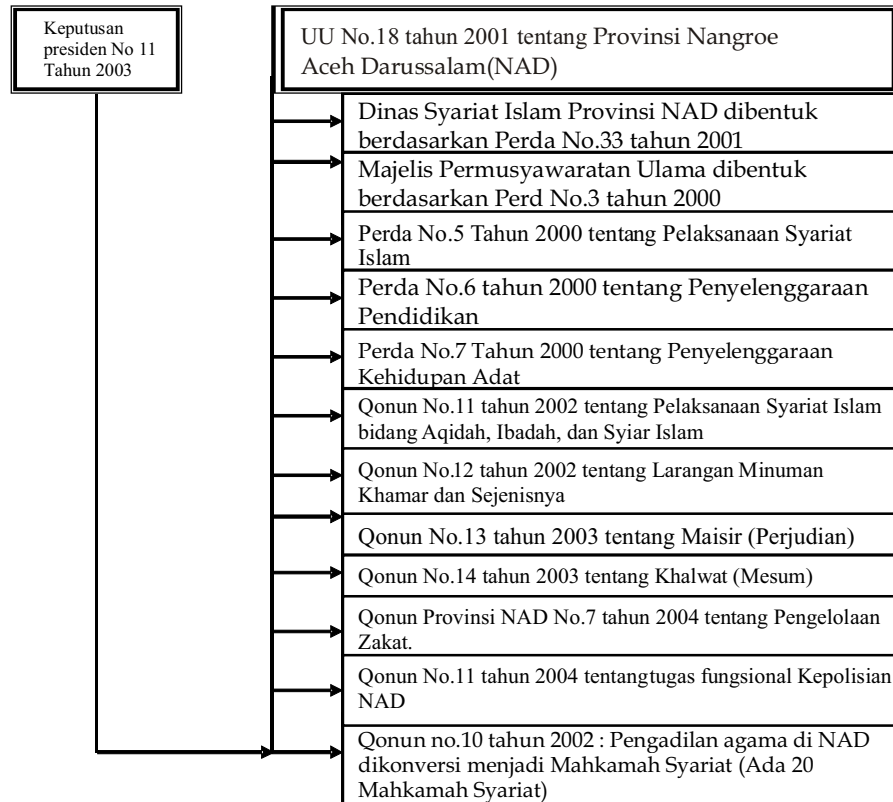 Keputusan
presiden No 11
Tahun 2003
UU No.18 tahun 2001 tentang Provinsi Nangroe
Aceh Darussalam(NAD)
Dinas Syariat Islam Provinsi NAD dibentuk
berdasarkan Perda No.33 tahun 2001
Majelis Permusyawaratan Ulama dibentuk
berdasarkan Perd No.3 tahun 2000
Perda No.5 Tahun 2000 tentang Pelaksanaan Syariat
Islam
Perda No.6 tahun 2000 tentang Penyelenggaraan
Pendidikan
Perda No.7 Tahun 2000 tentang Penyelenggaraan
Kehidupan Adat
Qonun No.11 tahun 2002 tentang Pelaksanaan Syariat Islam
bidang Aqidah, Ibadah, dan Syiar Islam
Qonun No.12 tahun 2002 tentang Larangan Minuman
Khamar dan Sejenisnya
Qonun No.13 tahun 2003 tentang Maisir (Perjudian)
Qonun No.14 tahun 2003 tentang Khalwat (Mesum)
Qonun Provinsi NAD No.7 tahun 2004 tentang Pengelolaan
Zakat.
Qonun No.11 tahun 2004 tentangtugas fungsional Kepolisian
NAD
Qonun no.10 tahun 2002 : Pengadilan agama di NAD
dikonversi menjadi Mahkamah Syariat (Ada 20
Mahkamah Syariat)